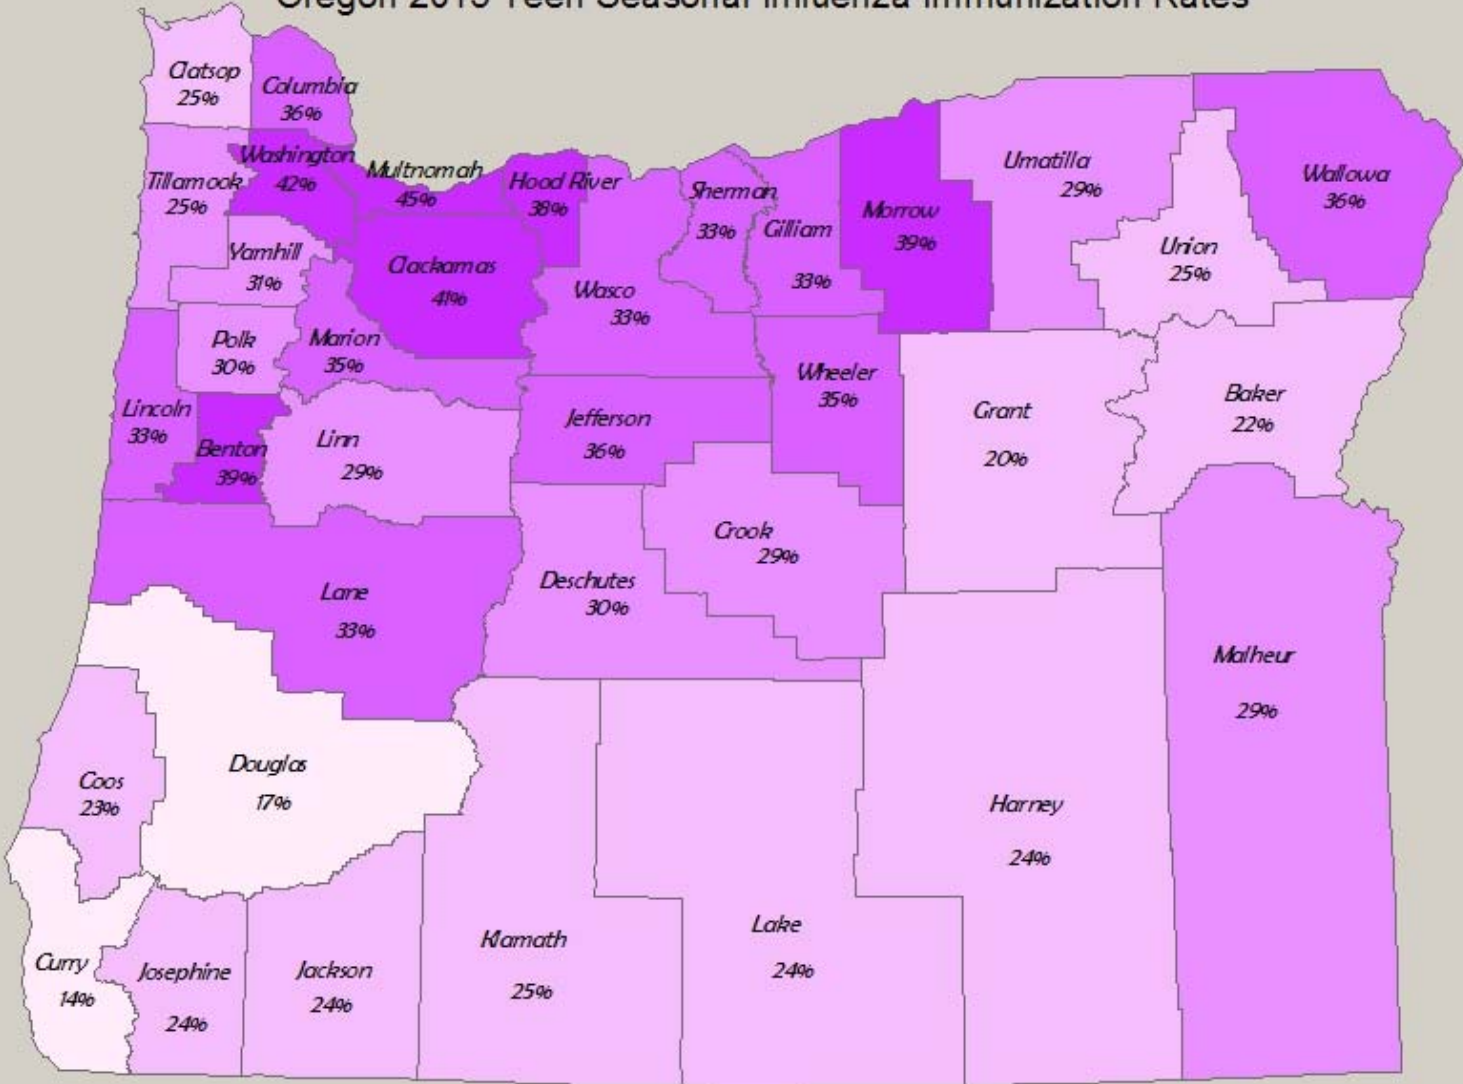 Oregon 2015 Teen Seasonal Influenza Immunization Rates
Clatsop
25%
Columbia
36%
Washington
42%
Multnomah
45%
Hood River
38%
Tillamook
25%
Yamhill
31%
Clackamas
41%
Sherman
33%
Gilliam
33%
Morrow
39%
Umatilla
29%
Union
25%
Wallowa
36%
Wasco
33%
Polk
30%
Marion
35%
Wheeler
35%
Lincoln
33%
Benton
39%
Linn
29%
Jefferson
36%
Grant
20%
Baker
22%
Crook
29%
Deschutes
30%
Lane
33%
Malheur
29%
Coos
23%
Douglas
17%
Harney
24%
Curry
14%
Josephine
24%
Jackson
24%
Klamath
25%
Lake
24%